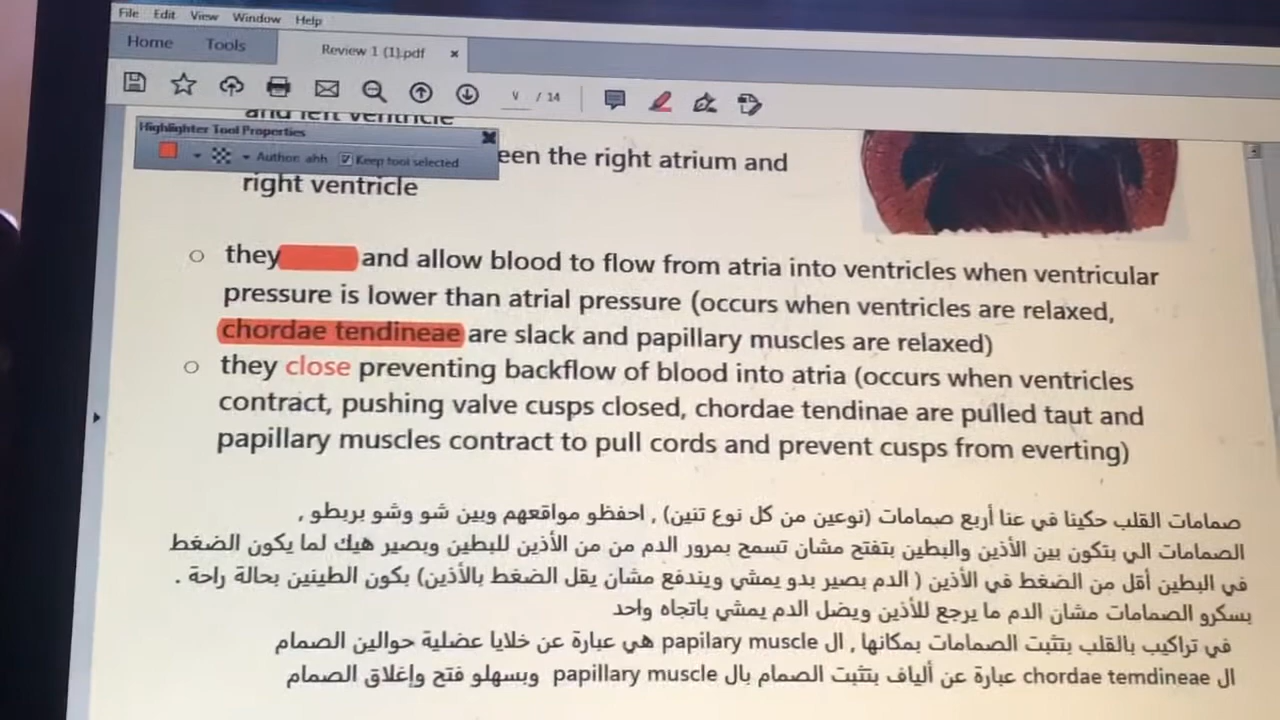 File Edit View Window Help
Home Tools Review 1 (1).pdf ×
٧ / 14
and left ventricle
Highlighter Tool Properties
Author: ahh Keep tool selected
een the right atrium and
right ventricle
they and allow blood to flow from atria into ventricles when ventricular
pressure is lower than atrial pressure (occurs when ventricles are relaxed,
chordae tendineae are slack and papillary muscles are relaxed)
they close preventing backflow of blood into atria (occurs when ventricles
contract, pushing valve cusps closed, chordae tendinae are pulled taut and
papillary muscles contract to pull cords and prevent cusps from everting)
صمامات القلب حكينا في عنا أربع صمامات (نوعين من كل نوع تنين) , احفظو مواقعهم وبين شو وشو بربطو ,
الصمامات الي بتكون بين الأذين والبطين بتفتح مشان تسمح بمرور الدم من من الأذين للبطين وبصير هيك لما يكون الضغط
في البطين أقل من الضغط في الأذين ( الدم بصير بدو يمشي ويندفع مشان يقل الضغط بالأذين) بكون الطينين بحالة راحة .
بسكرو الصمامات مشان الدم ما يرجع للأذين ويضل الدم يمشي باتجاه واحد
في تراكيب بالقلب بتثبت الصمامات بمكانها , ال papilary muscle هي عبارة عن خلايا عضلية حوالين الصمام
ال chordae temdineae عبارة عن ألياف بتثبت الصمام بال papillary muscle وبسهلو فتح وإغلاق الصمام